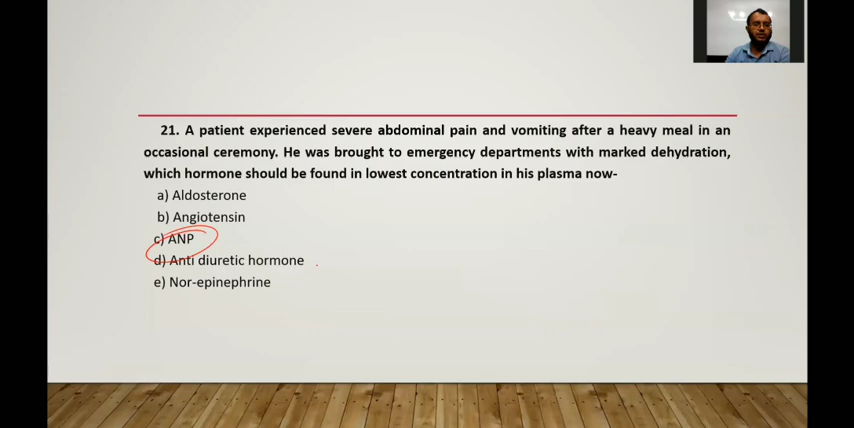 21. A patient experienced severe abdominal pain and vomiting after a heavy meal in an
occasional ceremony. He was brought to emergency departments with marked dehydration,
which hormone should be found in lowest concentration in his plasma now-
a) Aldosterone
b) Angiotensin
c) ANP
d) Anti diuretic hormone
e) Nor-epinephrine